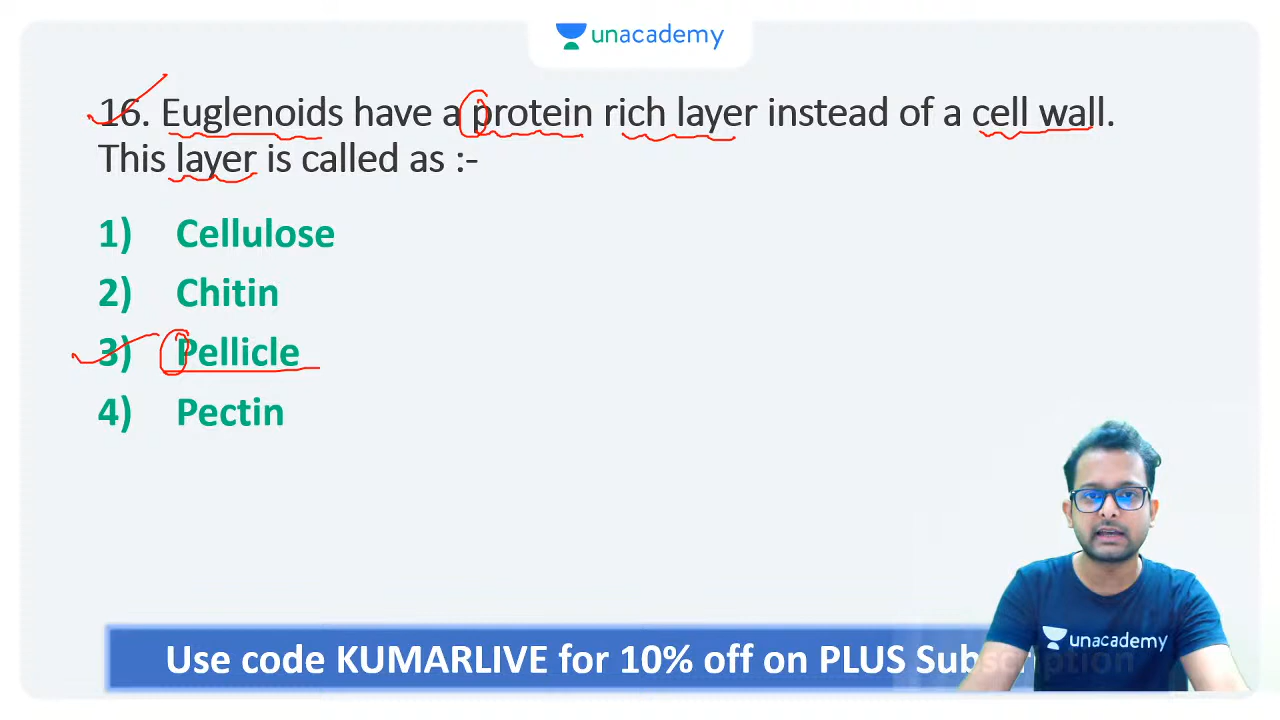 unacademy
16. Euglenoids have a protein rich layer instead of a cell wall.
This layer is called as :-
1) Cellulose
2) Chitin
3) Pellicle
4) Pectin
unacademy
Use code KUMARLIVE for 10% off on PLUS Subscription